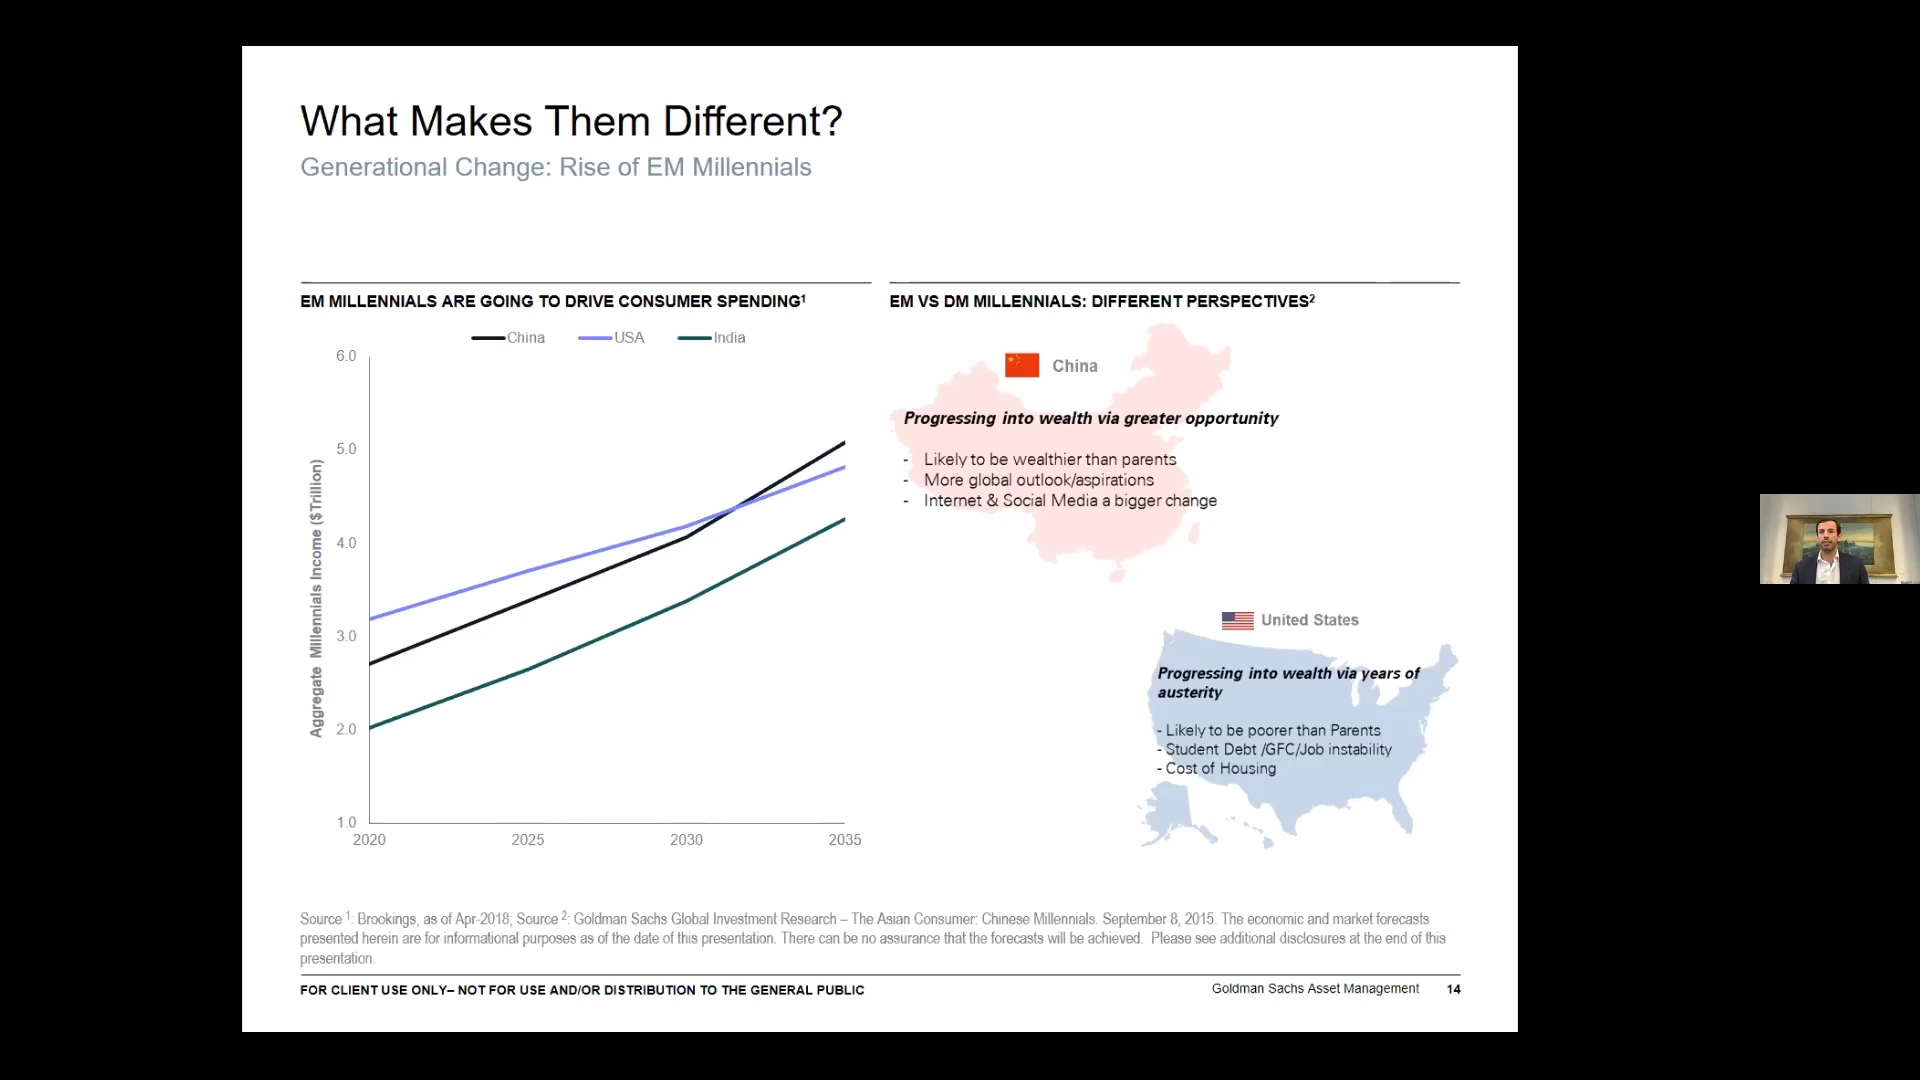 What Makes Them Different?
Generational Change: Rise of EM Millennials
EM MILLENNIALS ARE GOING TO DRIVE CONSUMER SPENDING¹
China
USA
India
Aggregate Millennials Income ($Trillion)
6.0
5.0
4.0
3.0
2.0
1.0
2020
2025
2030
2035
EM VS DM MILLENNIALS: DIFFERENT PERSPECTIVES²
China
Progressing into wealth via greater opportunity
- Likely to be wealthier than parents
- More global outlook/aspirations
- Internet & Social Media a bigger change
United States
Progressing into wealth via years of
austerity
- Likely to be poorer than Parents
- Student Debt /GFC/Job instability
- Cost of Housing
Source ¹: Brookings, as of Apr-2018; Source ²: Goldman Sachs Global Investment Research – The Asian Consumer: Chinese Millennials. September 8, 2015. The economic and market forecasts
presented herein are for informational purposes as of the date of this presentation. There can be no assurance that the forecasts will be achieved. Please see additional disclosures at the end of this
presentation.
FOR CLIENT USE ONLY– NOT FOR USE AND/OR DISTRIBUTION TO THE GENERAL PUBLIC
Goldman Sachs Asset Management 14